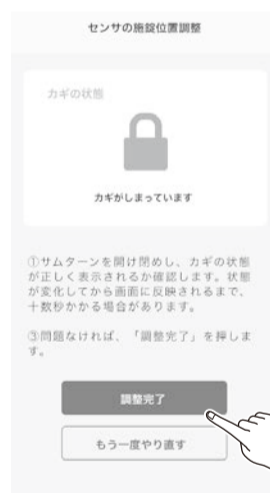 センサの施錠位置調整
カギの状態
カギがしまっています
①サムターンを開け閉めし、カギの状態
が正しく表示されるか確認します。状態
が変化してから画面に反映されるまで、
十数秒かかる場合があります。
③問題なければ、「調整完了」を押しま
す。
調整完了
もう一度やり直す